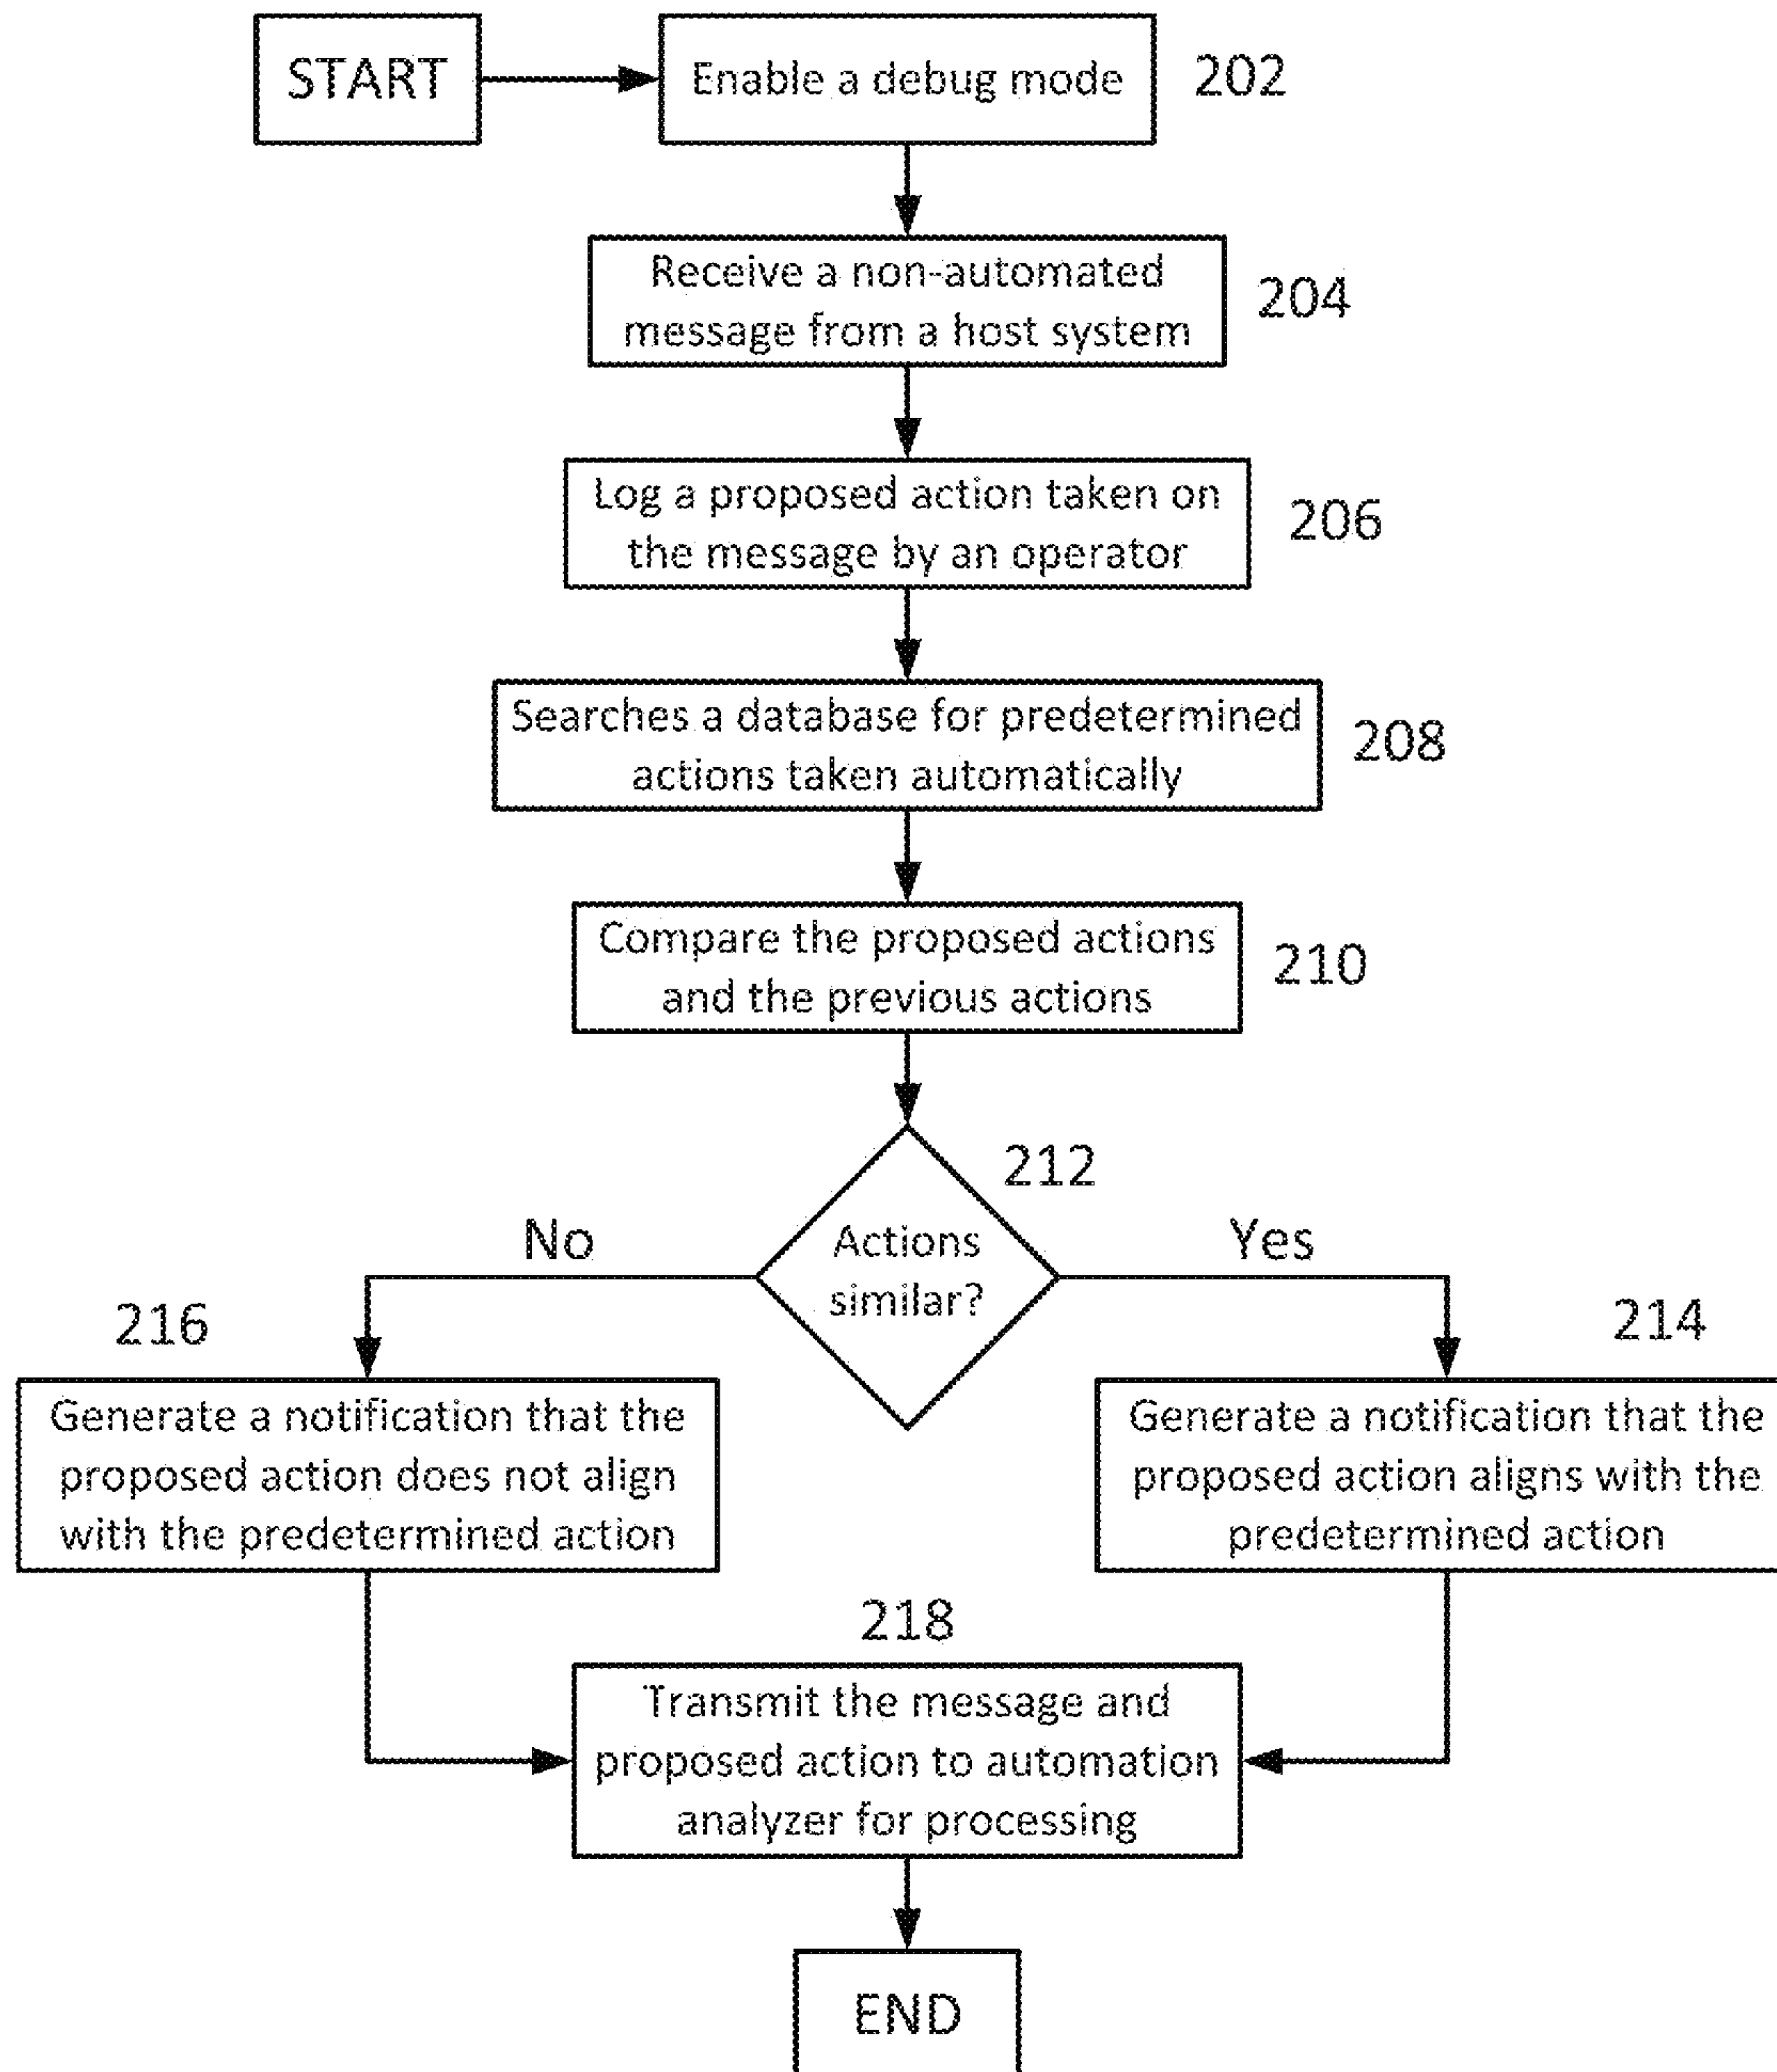 START
Enable a debug mode
202
Receive a non-automated
message from a host system
204
Log a proposed action taken on
the message by an operator
206
Searches a database for predetermined
actions taken automatically
208
Compare the proposed actions
and the previous actions
210
212
Actions
similar?
No
Yes
216
Generate a notification that the
proposed action does not align
with the predetermined action
214
Generate a notification that the
proposed action aligns with the
predetermined action
218
Transmit the message and
proposed action to automation
analyzer for processing
END